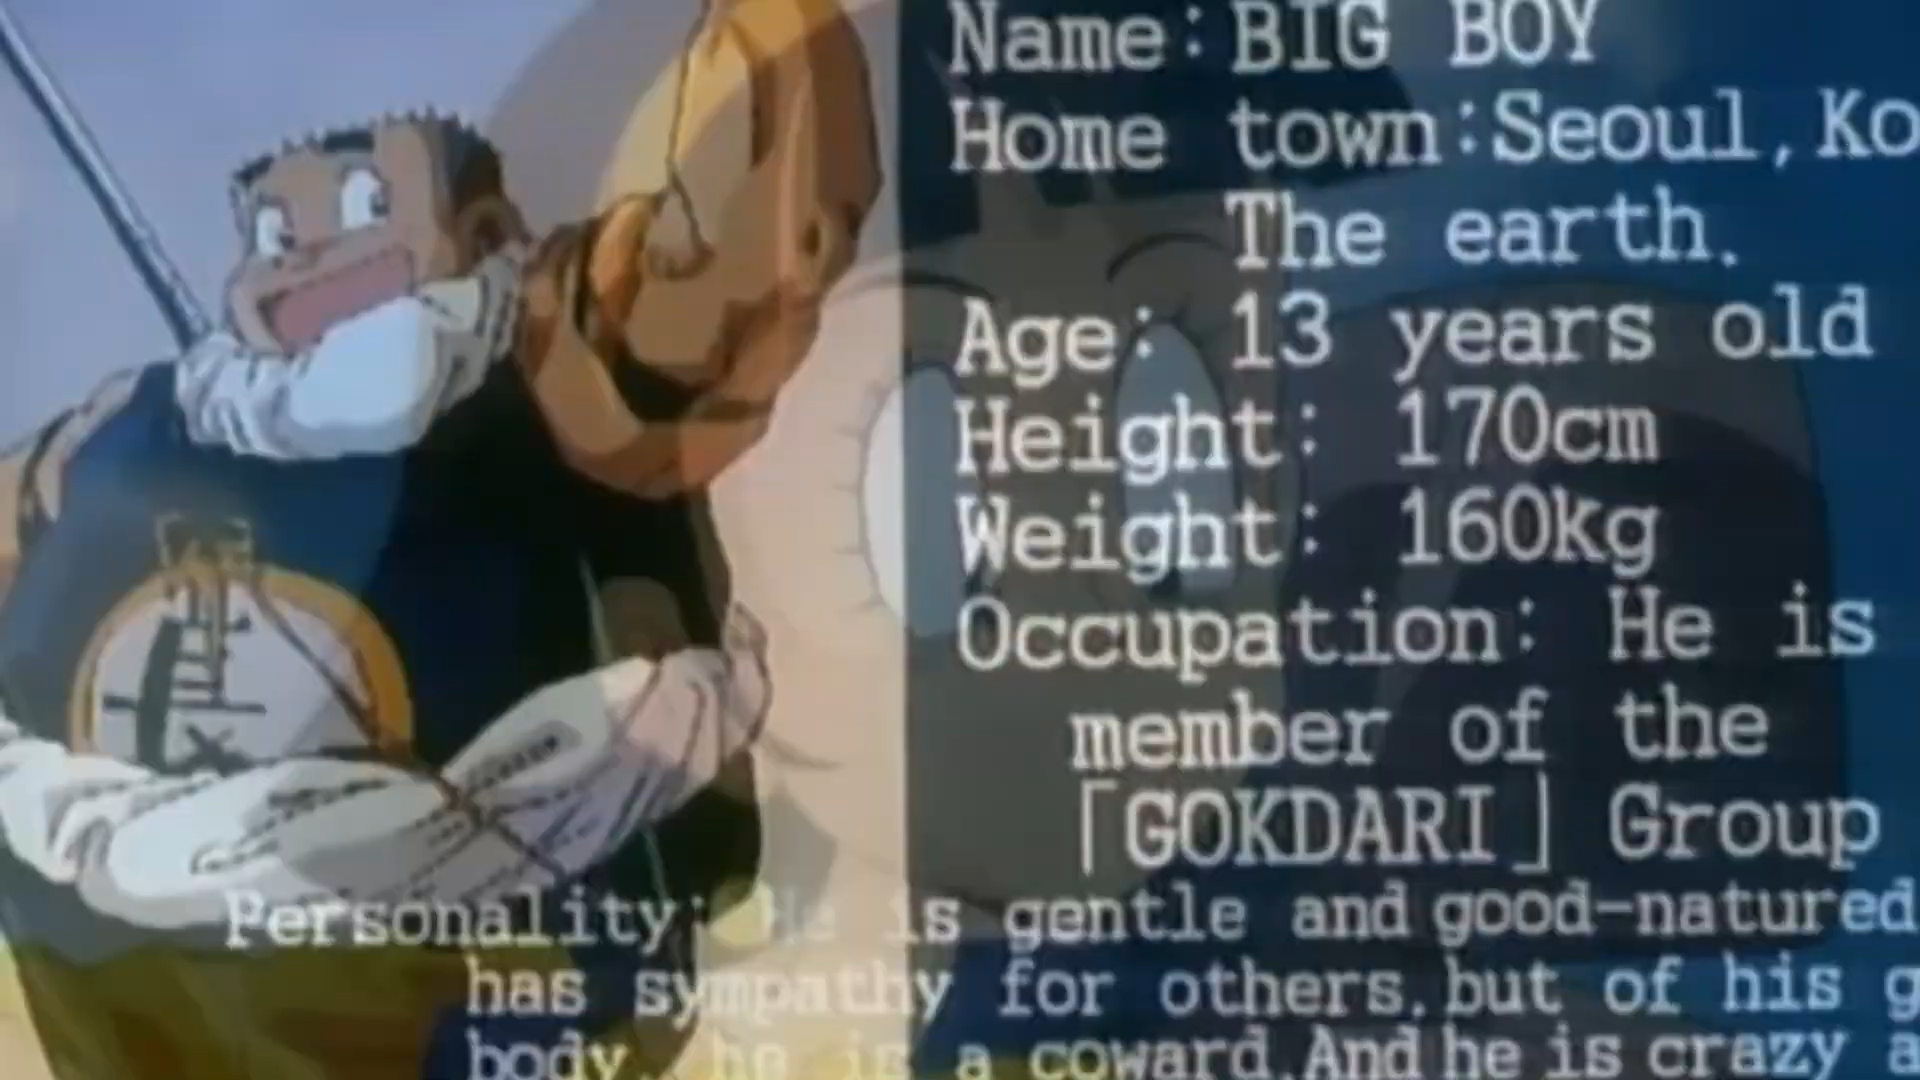 Name: BIG BOY
Home town: Seoul, Ko
The earth.
Age: 13 years old
Height: 170cm
Weight: 160kg
Occupation: He is
member of the
「GOKDARI」 Group
Personality: He is gentle and good-natured
has sympathy for others, but of his g
body, he is a coward. And he is crazy a